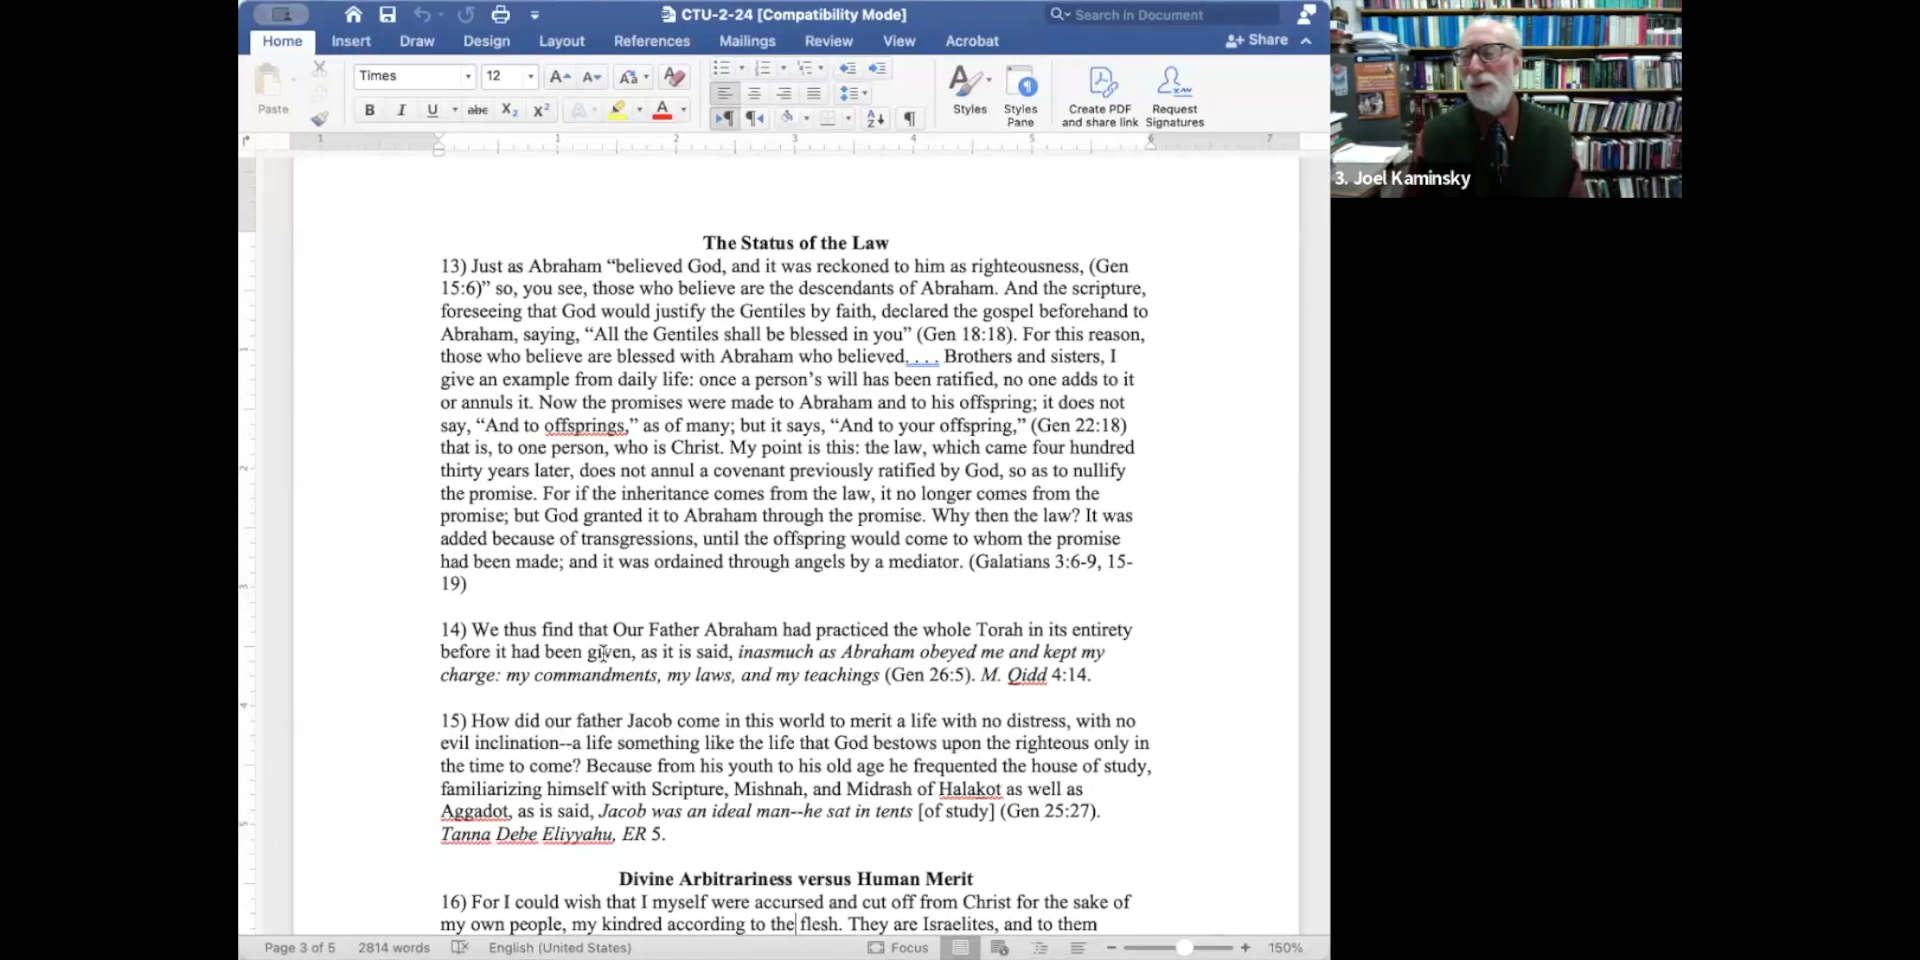 CTU-2-24 [Compatibility Mode]
Search in Document
Home Insert Draw Design Layout References Mailings Review View Acrobat
Share
Paste
Times 12
Styles
Styles Pane
Create PDF and share link
Request Signatures
1 1 2 3 4 5 6 7
The Status of the Law
13) Just as Abraham “believed God, and it was reckoned to him as righteousness, (Gen
15:6)” so, you see, those who believe are the descendants of Abraham. And the scripture,
foreseeing that God would justify the Gentiles by faith, declared the gospel beforehand to
Abraham, saying, “All the Gentiles shall be blessed in you” (Gen 18:18). For this reason,
those who believe are blessed with Abraham who believed. . . . Brothers and sisters, I
give an example from daily life: once a person’s will has been ratified, no one adds to it
or annuls it. Now the promises were made to Abraham and to his offspring; it does not
say, “And to offsprings,” as of many; but it says, “And to your offspring,” (Gen 22:18)
that is, to one person, who is Christ. My point is this: the law, which came four hundred
thirty years later, does not annul a covenant previously ratified by God, so as to nullify
the promise. For if the inheritance comes from the law, it no longer comes from the
promise; but God granted it to Abraham through the promise. Why then the law? It was
added because of transgressions, until the offspring would come to whom the promise
had been made; and it was ordained through angels by a mediator. (Galatians 3:6-9, 15-
19)
14) We thus find that Our Father Abraham had practiced the whole Torah in its entirety
before it had been given, as it is said, inasmuch as Abraham obeyed me and kept my
charge: my commandments, my laws, and my teachings (Gen 26:5). M. Qidd 4:14.
15) How did our father Jacob come in this world to merit a life with no distress, with no
evil inclination--a life something like the life that God bestows upon the righteous only in
the time to come? Because from his youth to his old age he frequented the house of study,
familiarizing himself with Scripture, Mishnah, and Midrash of Halakot as well as
Aggadot, as is said, Jacob was an ideal man--he sat in tents [of study] (Gen 25:27).
Tanna Debe Eliyyahu, ER 5.
Divine Arbitrariness versus Human Merit
16) For I could wish that I myself were accursed and cut off from Christ for the sake of
my own people, my kindred according to the flesh. They are Israelites, and to them
Page 3 of 5 2814 words English (United States) Focus 150%
3. Joel Kaminsky